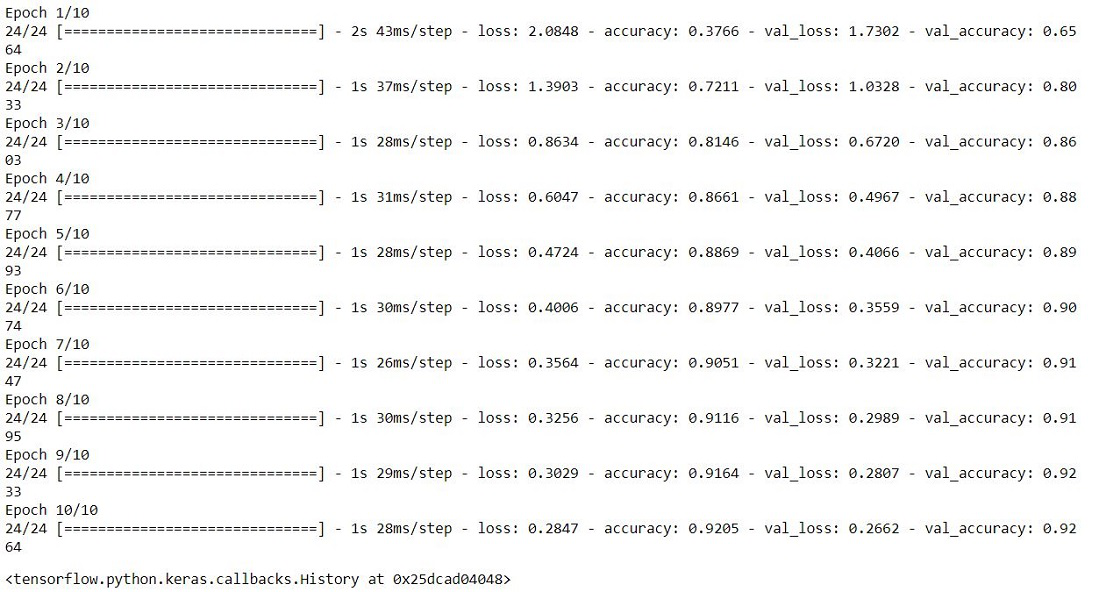 Epoch 1/10
24/24 [==============================] - 2s 43ms/step - loss: 2.0848 - accuracy: 0.3766 - val_loss: 1.7302 - val_accuracy: 0.65
64
Epoch 2/10
24/24 [==============================] - 1s 37ms/step - loss: 1.3903 - accuracy: 0.7211 - val_loss: 1.0328 - val_accuracy: 0.80
33
Epoch 3/10
24/24 [==============================] - 1s 28ms/step - loss: 0.8634 - accuracy: 0.8146 - val_loss: 0.6720 - val_accuracy: 0.86
03
Epoch 4/10
24/24 [==============================] - 1s 31ms/step - loss: 0.6047 - accuracy: 0.8661 - val_loss: 0.4967 - val_accuracy: 0.88
77
Epoch 5/10
24/24 [==============================] - 1s 28ms/step - loss: 0.4724 - accuracy: 0.8869 - val_loss: 0.4066 - val_accuracy: 0.89
93
Epoch 6/10
24/24 [==============================] - 1s 30ms/step - loss: 0.4006 - accuracy: 0.8977 - val_loss: 0.3559 - val_accuracy: 0.90
74
Epoch 7/10
24/24 [==============================] - 1s 26ms/step - loss: 0.3564 - accuracy: 0.9051 - val_loss: 0.3221 - val_accuracy: 0.91
47
Epoch 8/10
24/24 [==============================] - 1s 30ms/step - loss: 0.3256 - accuracy: 0.9116 - val_loss: 0.2989 - val_accuracy: 0.91
95
Epoch 9/10
24/24 [==============================] - 1s 29ms/step - loss: 0.3029 - accuracy: 0.9164 - val_loss: 0.2807 - val_accuracy: 0.92
33
Epoch 10/10
24/24 [==============================] - 1s 28ms/step - loss: 0.2847 - accuracy: 0.9205 - val_loss: 0.2662 - val_accuracy: 0.92
64
<tensorflow.python.keras.callbacks.History at 0x25dcad04048>